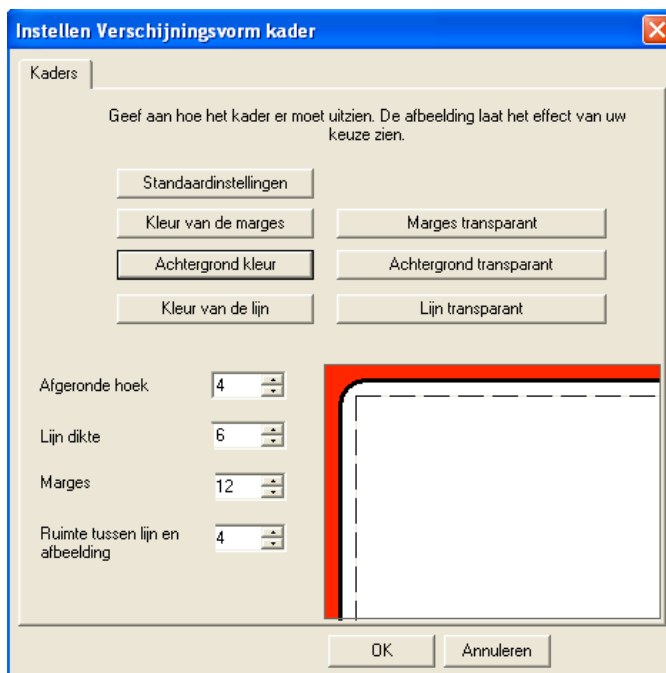 Instellen Verschijningsvorm kader
Kaders
Geef aan hoe het kader er moet uitzien. De afbeelding laat het effect van uw
keuze zien.
Standaardinstellingen
Kleur van de marges
Marges transparant
Achtergrond kleur
Achtergrond transparant
Kleur van de lijn
Lijn transparant
Afgeronde hoek
4
Lijn dikte
6
Marges
12
Ruimte tussen lijn en
afbeelding
4
OK
Annuleren